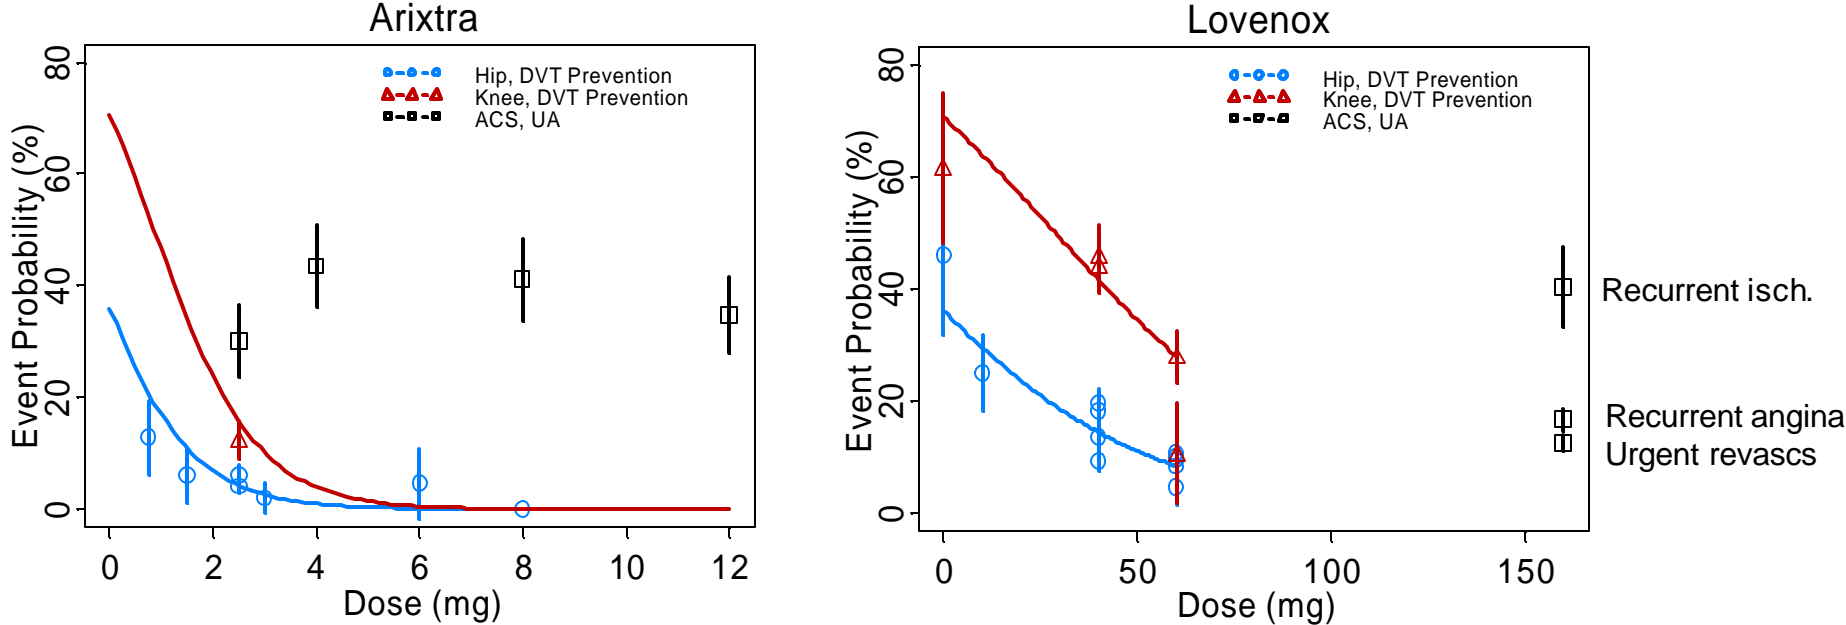 Arixtra
Event Probability (%)
80
60
40
20
0
Hip, DVT Prevention
Knee, DVT Prevention
ACS, UA
0 2 4 6 8 10 12
Dose (mg)
Lovenox
Event Probability (%)
80
60
40
20
0
Hip, DVT Prevention
Knee, DVT Prevention
ACS, UA
0 50 100 150
Dose (mg)
Recurrent isch.
Recurrent angina
Urgent revascs